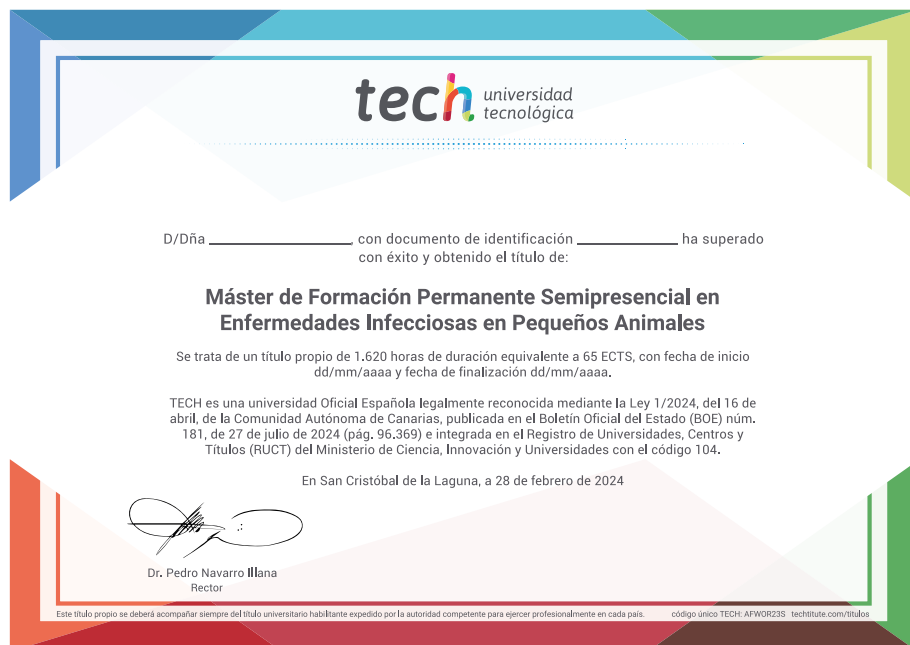 tech universidad
tecnológica
D/Dña ______________, con documento de identificación __________ ha superado
con éxito y obtenido el título de:
Máster de Formación Permanente Semipresencial en
Enfermedades Infecciosas en Pequeños Animales
Se trata de un título propio de 1.620 horas de duración equivalente a 65 ECTS, con fecha de inicio
dd/mm/aaaa y fecha de finalización dd/mm/aaaa.
TECH es una universidad Oficial Española legalmente reconocida mediante la Ley 1/2024, del 16 de
abril, de la Comunidad Autónoma de Canarias, publicada en el Boletín Oficial del Estado (BOE) núm.
181, de 27 de julio de 2024 (pág. 96.369) e integrada en el Registro de Universidades, Centros y
Títulos (RUCT) del Ministerio de Ciencia, Innovación y Universidades con el código 104.
En San Cristóbal de la Laguna, a 28 de febrero de 2024
Dr. Pedro Navarro Illana
Rector
Este título propio se deberá acompañar siempre del título universitario habilitante expedido por la autoridad competente para ejercer profesionalmente en cada país. código único TECH: AFWOR23S techtitute.com/titulos